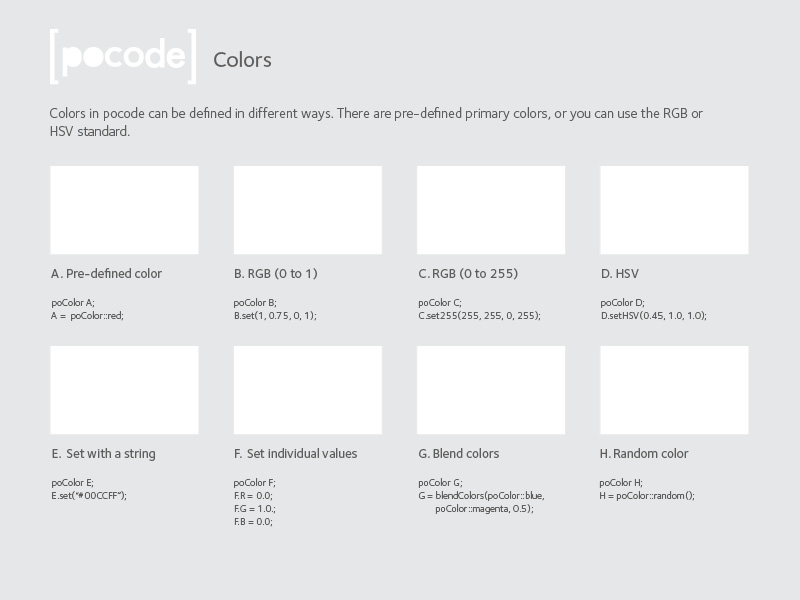 [pocode] Colors
Colors in pocode can be defined in different ways. There are pre-defined primary colors, or you can use the RGB or
HSV standard.
A. Pre-defined color
poColor A;
A = poColor::red;
B. RGB (0 to 1)
poColor B;
B.set(1, 0.75, 0, 1);
C. RGB (0 to 255)
poColor C;
C.set255(255, 255, 0, 255);
D. HSV
poColor D;
D.setHSV(0.45, 1.0, 1.0);
E. Set with a string
poColor E;
E.set("#00CCFF");
F. Set individual values
poColor F;
F.R = 0.0;
F.G = 1.0.;
F.B = 0.0;
G. Blend colors
poColor G;
G = blendColors(poColor::blue,
poColor::magenta, 0.5);
H. Random color
poColor H;
H = poColor::random();